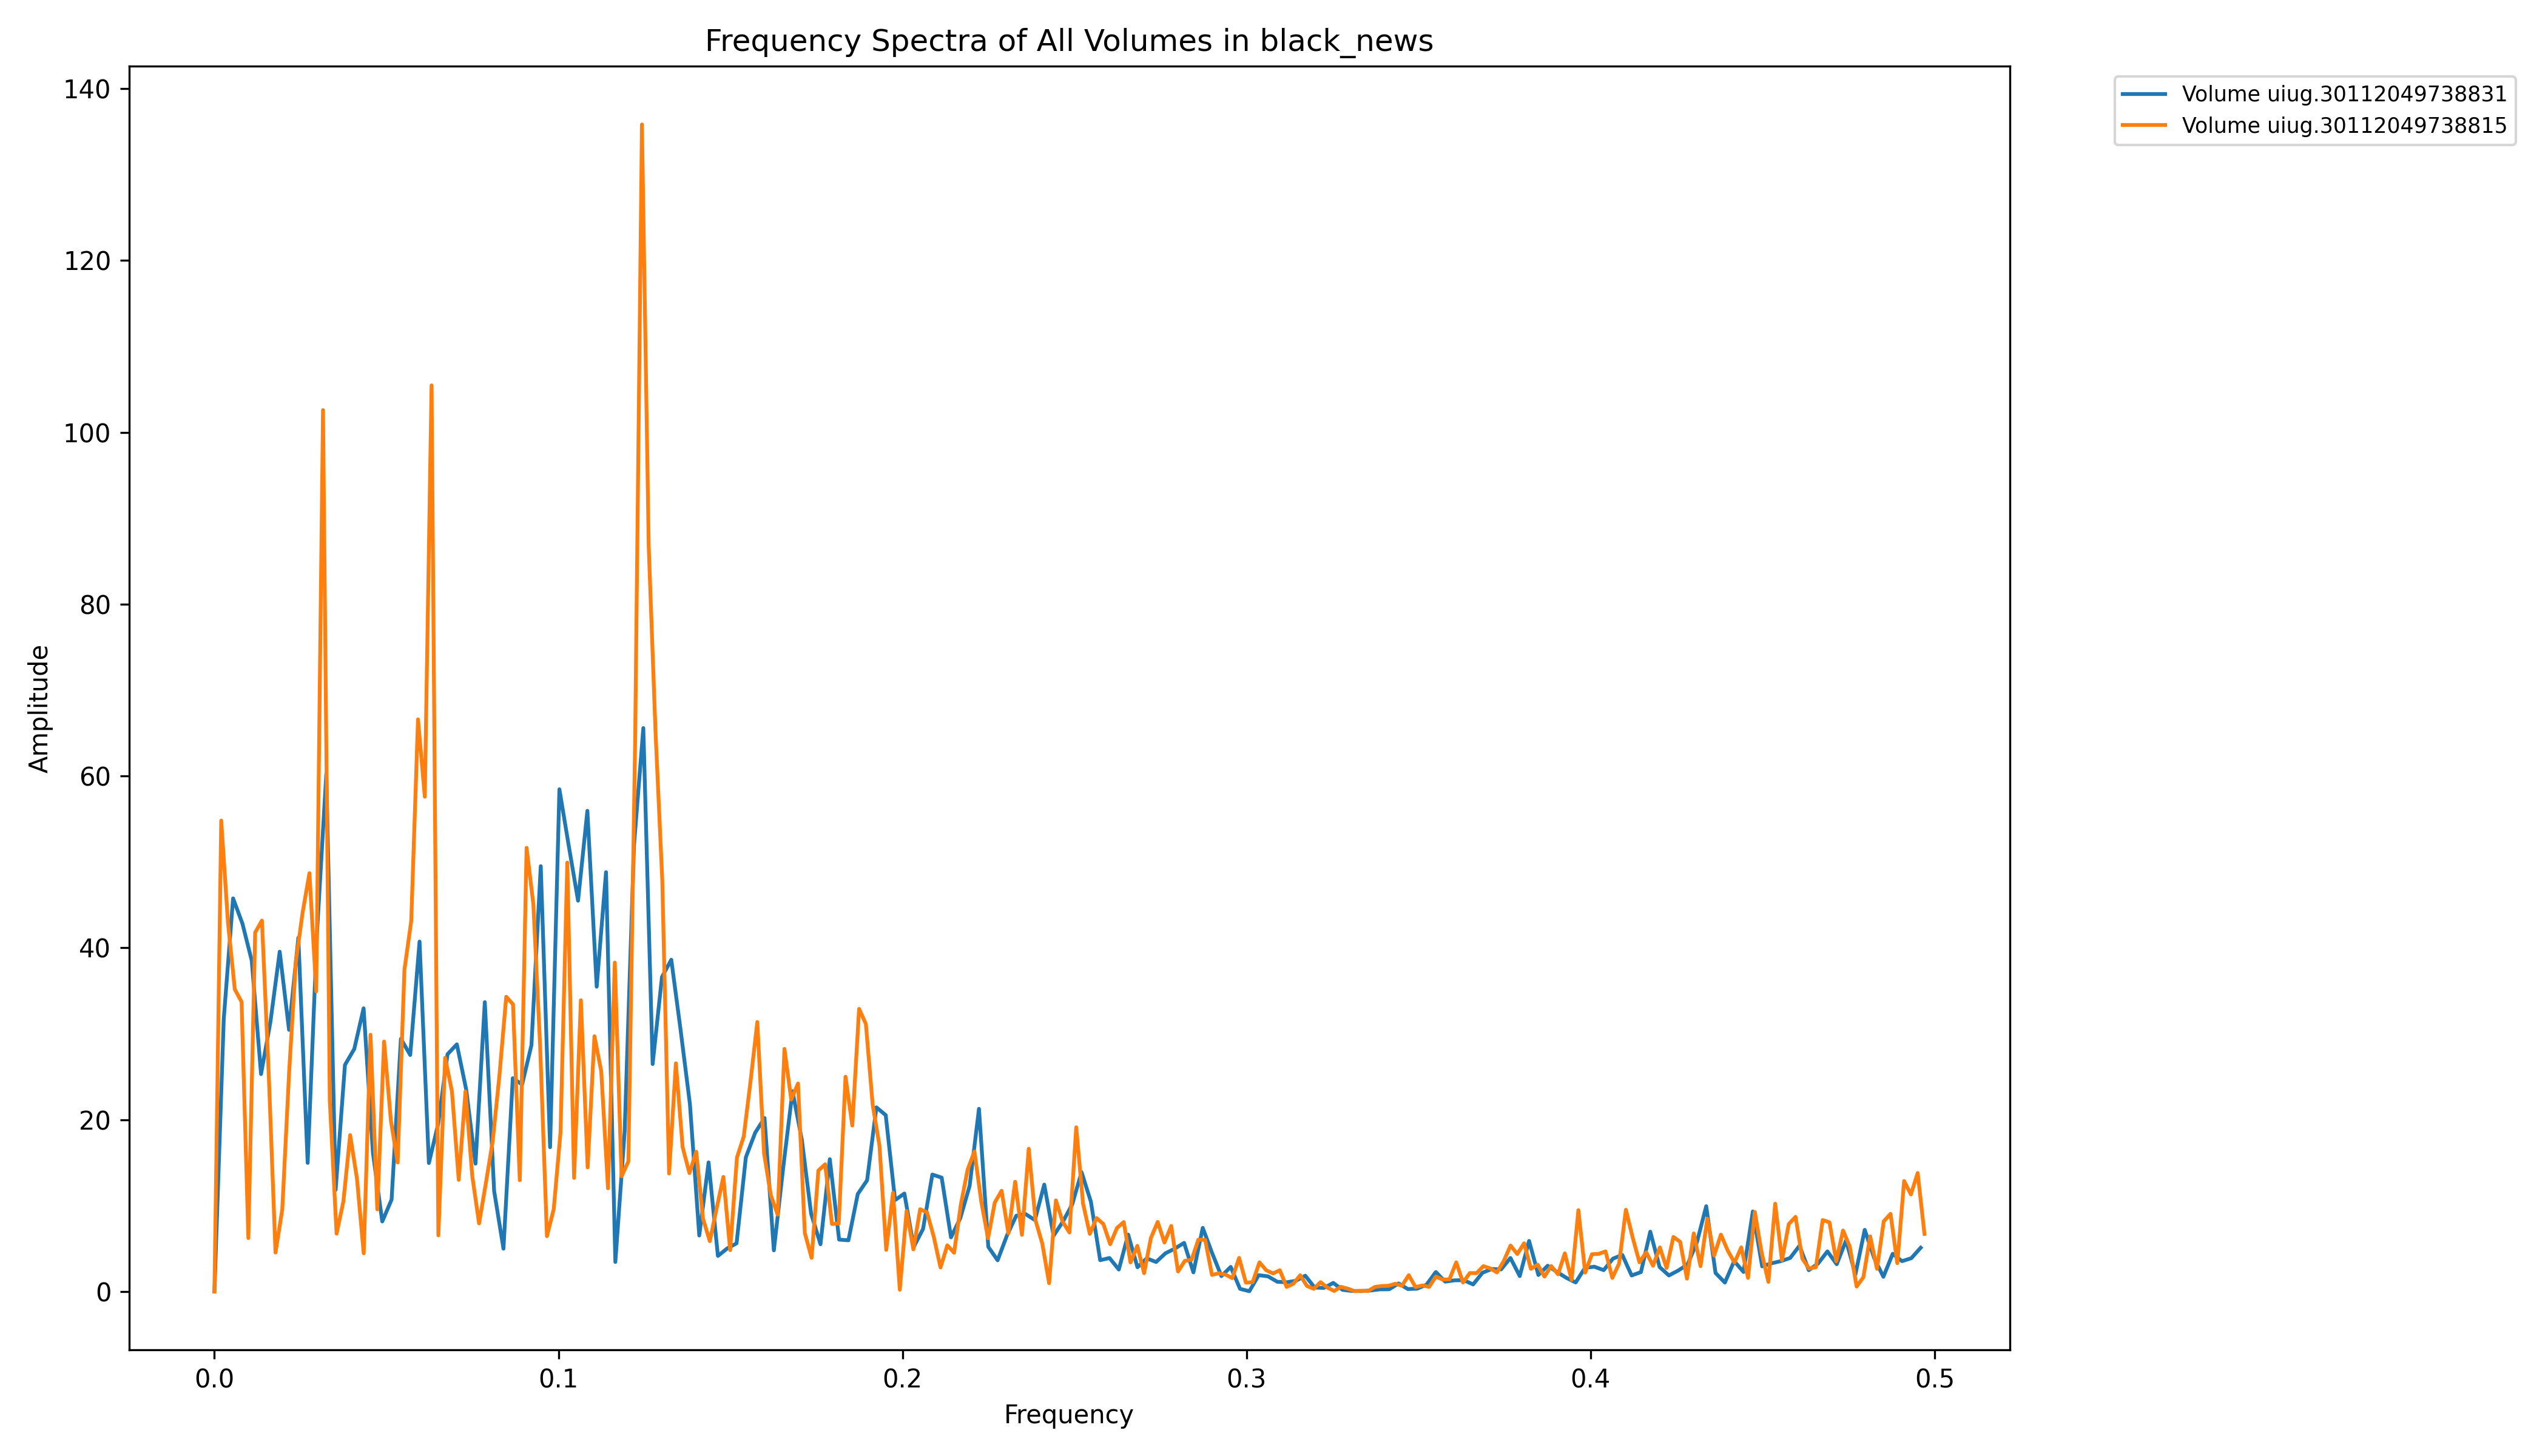 Frequency Spectra of All Volumes in black_news
140
120
100
80
60
40
20
0
Amplitude
0.0 0.1 0.2 0.3 0.4 0.5
Frequency
Volume uiug.30112049738831
Volume uiug.30112049738815